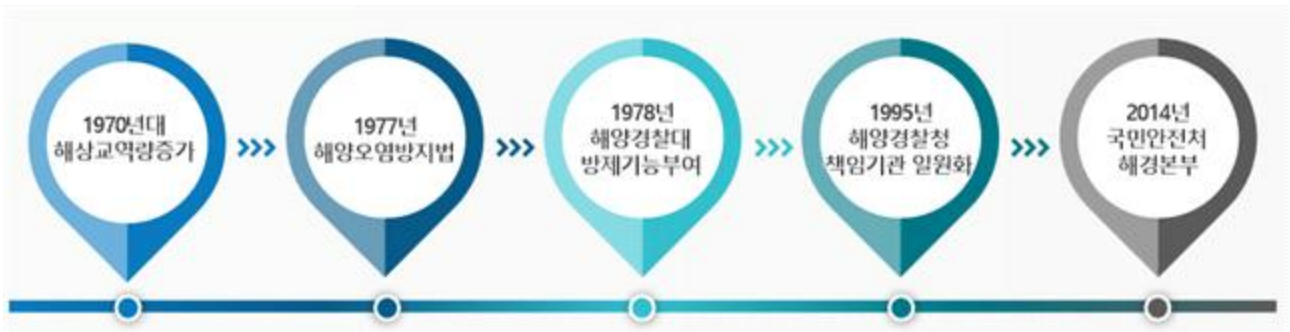 1970년대
해상교역량증가
1977년
해양오염방지법
1978년
해양경찰대
방제기능부여
1995년
해양경찰청
책임기관 일원화
2014년
국민안전처
해경본부